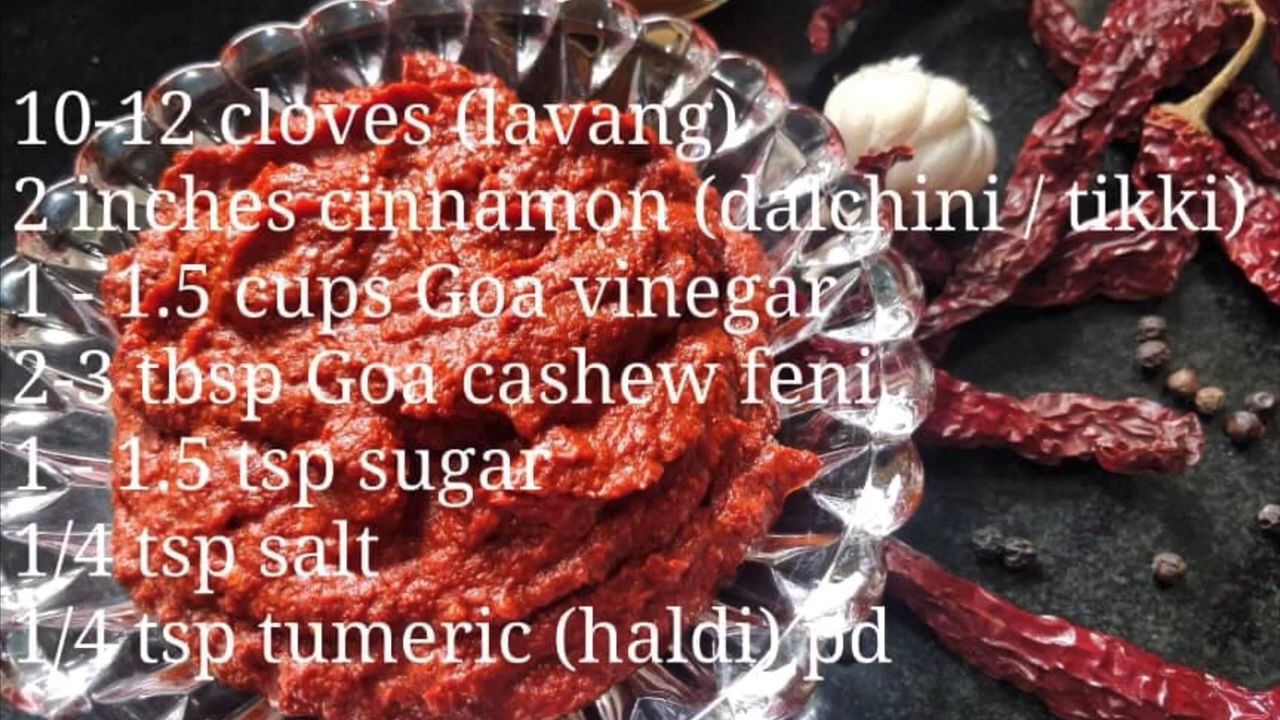 10-12 cloves (lavang)
2 inches cinnamon (dalchini / tikki)
1 - 1.5 cups Goa vinegar
2-3 tbsp Goa cashew feni
1 - 1.5 tsp sugar
1/4 tsp salt
1/4 tsp tumeric (haldi) pd